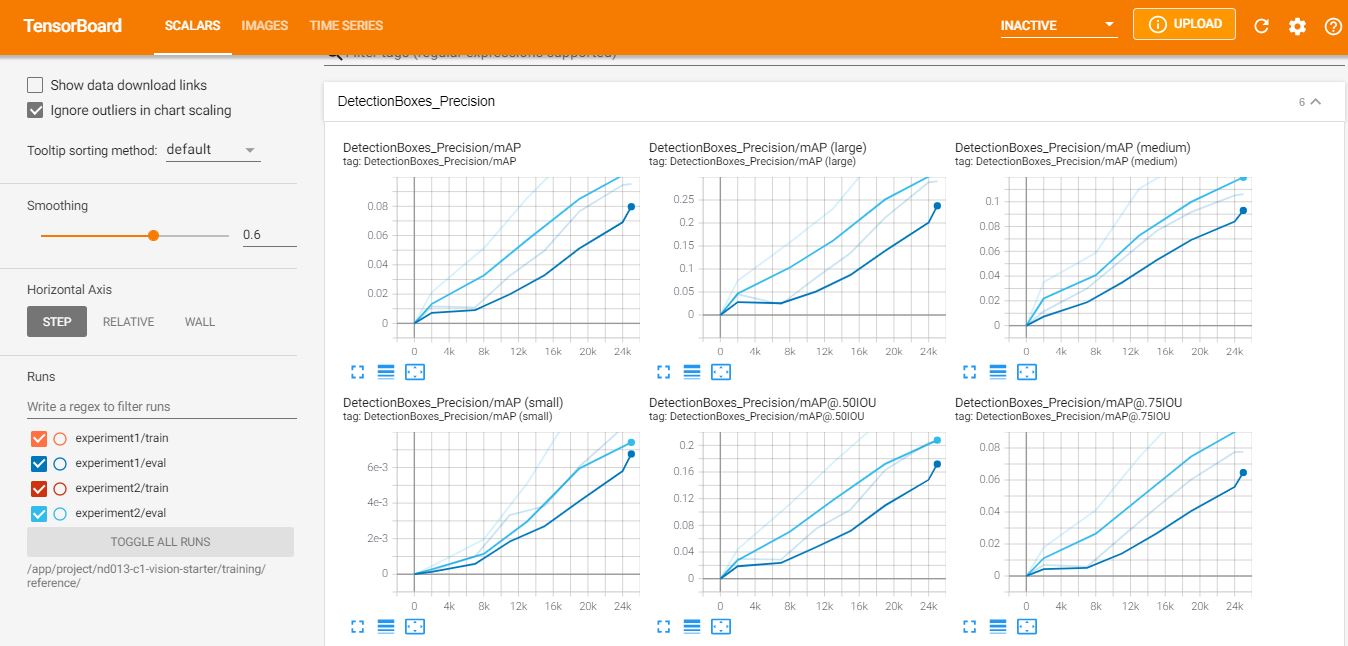 TensorBoard SCALARS IMAGES TIME SERIES INACTIVE UPLOAD
Filter tags (regular expressions supported)
Show data download links
Ignore outliers in chart scaling
Tooltip sorting method: default
Smoothing
0.6
Horizontal Axis
STEP RELATIVE WALL
Runs
Write a regex to filter runs
experiment1/train
experiment1/eval
experiment2/train
experiment2/eval
TOGGLE ALL RUNS
/app/project/nd013-c1-vision-starter/training/
reference/
DetectionBoxes_Precision 6
DetectionBoxes_Precision/mAP
tag: DetectionBoxes_Precision/mAP
0.08
0.06
0.04
0.02
0
0 4k 8k 12k 16k 20k 24k
DetectionBoxes_Precision/mAP (large)
tag: DetectionBoxes_Precision/mAP (large)
0.25
0.2
0.15
0.1
0.05
0
0 4k 8k 12k 16k 20k 24k
DetectionBoxes_Precision/mAP (medium)
tag: DetectionBoxes_Precision/mAP (medium)
0.1
0.08
0.06
0.04
0.02
0
0 4k 8k 12k 16k 20k 24k
DetectionBoxes_Precision/mAP (small)
tag: DetectionBoxes_Precision/mAP (small)
6e-3
4e-3
2e-3
0
0 4k 8k 12k 16k 20k 24k
DetectionBoxes_Precision/mAP@.50IOU
tag: DetectionBoxes_Precision/mAP@.50IOU
0.2
0.16
0.12
0.08
0.04
0
0 4k 8k 12k 16k 20k 24k
DetectionBoxes_Precision/mAP@.75IOU
tag: DetectionBoxes_Precision/mAP@.75IOU
0.08
0.06
0.04
0.02
0
0 4k 8k 12k 16k 20k 24k